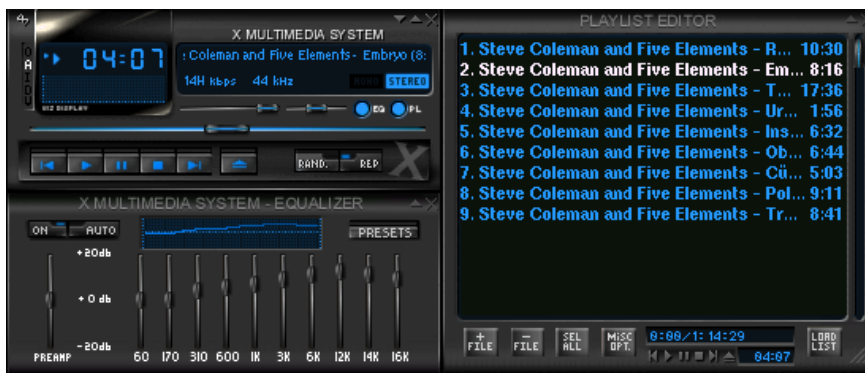 X MULTIMEDIA SYSTEM
O
A
I
D
U
04:07
: Coleman and Five Elements- Embryo (8:
14H kbps 44 kHz
MONO STEREO
VIZ DISPLAY
EQ PL
RAND. REP
X
X MULTIMEDIA SYSTEM - EQUALIZER
ON AUTO PRESETS
+20db
+0 db
-20db
PREAMP 60 170 310 600 1K 3K 6K 12K 14K 16K
PLAYLIST EDITOR
1. Steve Coleman and Five Elements - R... 10:30
2. Steve Coleman and Five Elements - Em... 8:16
3. Steve Coleman and Five Elements - T... 17:36
4. Steve Coleman and Five Elements - Ur... 1:56
5. Steve Coleman and Five Elements - Ins... 6:32
6. Steve Coleman and Five Elements - Ob... 6:44
7. Steve Coleman and Five Elements - Cü... 5:03
8. Steve Coleman and Five Elements - Pol... 9:11
9. Steve Coleman and Five Elements - Tr... 8:41
+ FILE
- FILE
SEL ALL
MISC OPT.
0:00/1:14:29
04:07
LOAD LIST